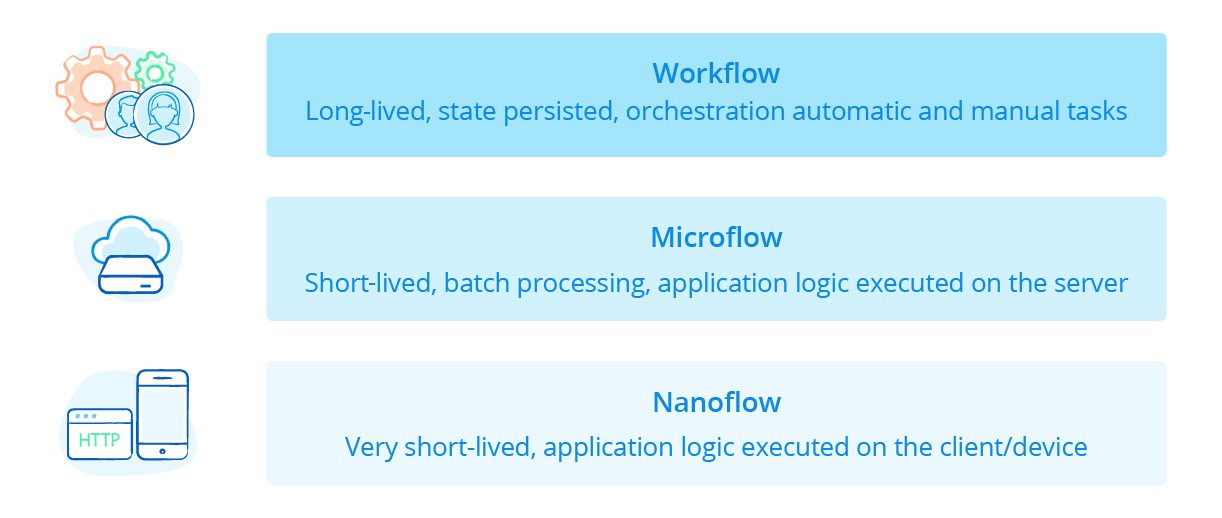 Workflow
Long-lived, state persisted, orchestration automatic and manual tasks
Microflow
Short-lived, batch processing, application logic executed on the server
HTTP
Nanoflow
Very short-lived, application logic executed on the client/device